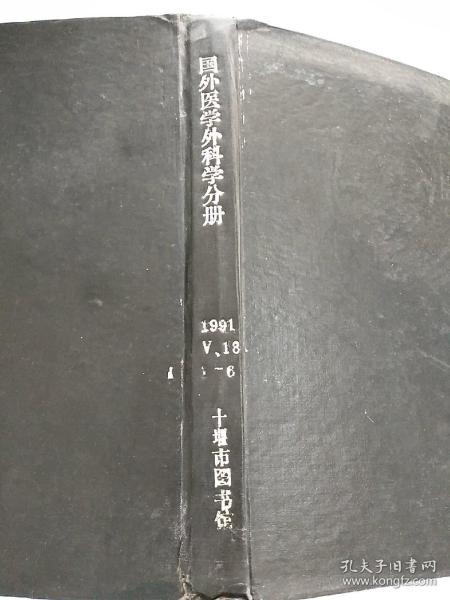 国外医学外科学分册
1991
V、18
1-6
十堰市图书馆
孔夫子旧书网
www.kongfz.com